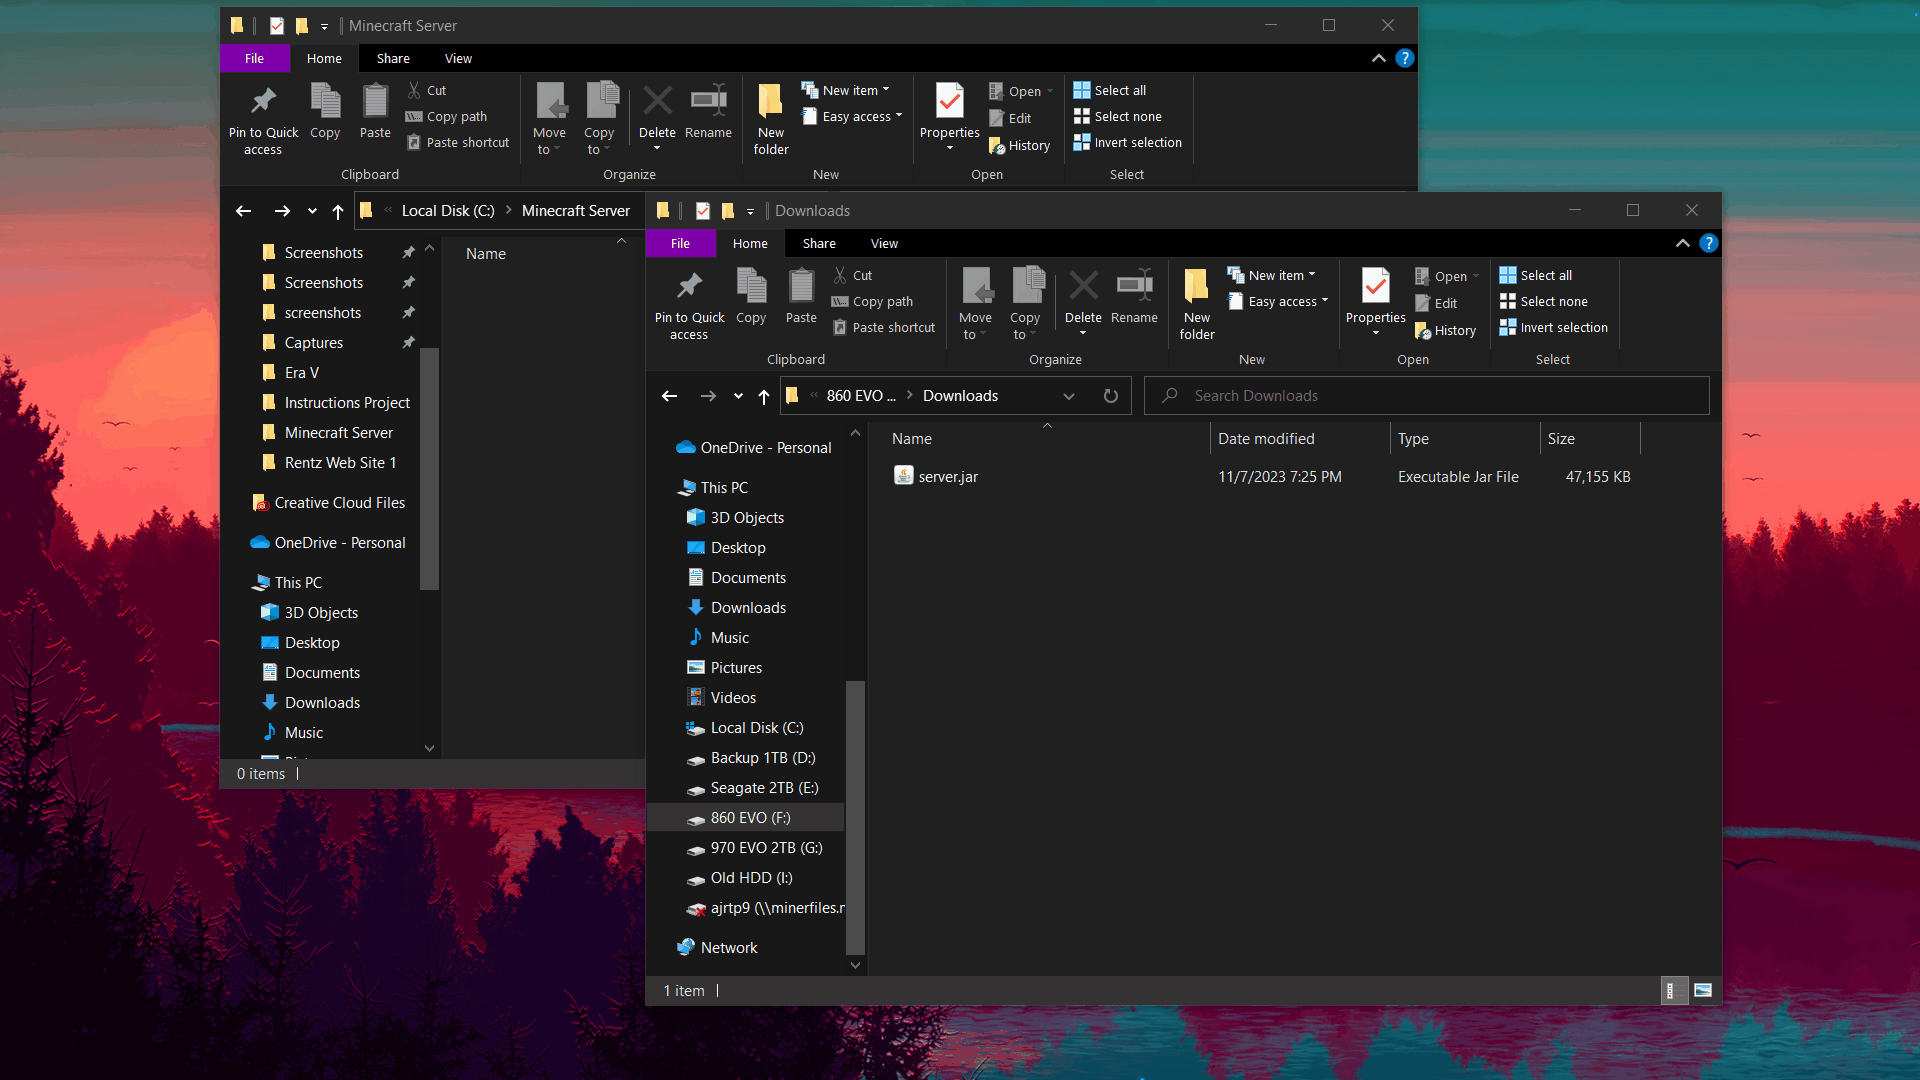 Minecraft Server
File Home Share View
Pin to Quick access
Copy
Paste
Cut
Copy path
Paste shortcut
Clipboard
Move to
Copy to
Delete
Rename
Organize
New folder
New item
Easy access
New
Properties
Open
Edit
History
Open
Select all
Select none
Invert selection
Select
« Local Disk (C:) > Minecraft Server
Screenshots
Screenshots
screenshots
Captures
Era V
Instructions Project
Minecraft Server
Rentz Web Site 1
Creative Cloud Files
OneDrive - Personal
This PC
3D Objects
Desktop
Documents
Downloads
Music
Name
0 items
Downloads
File Home Share View
Pin to Quick access
Copy
Paste
Cut
Copy path
Paste shortcut
Clipboard
Move to
Copy to
Delete
Rename
Organize
New folder
New item
Easy access
New
Properties
Open
Edit
History
Open
Select all
Select none
Invert selection
Select
« 860 EVO ... > Downloads
Search Downloads
OneDrive - Personal
This PC
3D Objects
Desktop
Documents
Downloads
Music
Pictures
Videos
Local Disk (C:)
Backup 1TB (D:)
Seagate 2TB (E:)
860 EVO (F:)
970 EVO 2TB (G:)
Old HDD (I:)
ajrtp9 (\\minerfiles.r
Network
Name Date modified Type Size
server.jar 11/7/2023 7:25 PM Executable Jar File 47,155 KB
1 item